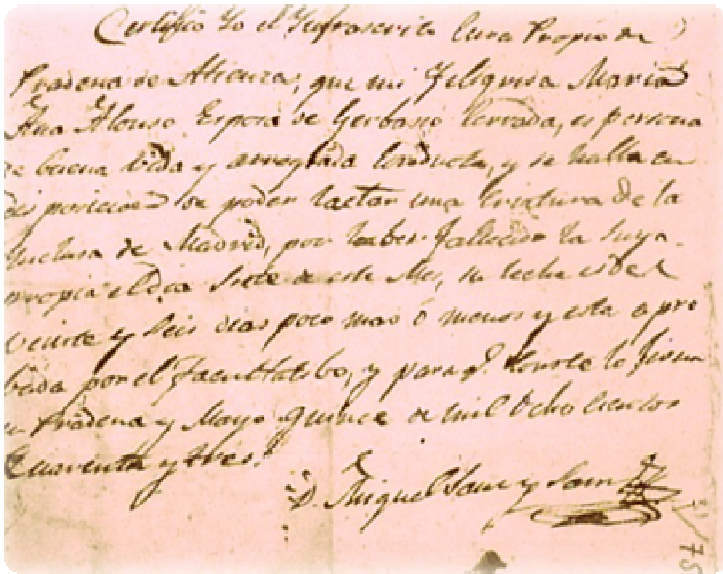 Certifico Yo el Ynfrascrito Cura Propio de
Pradena de Atienza, que mi Feligresa Maria
Ana Alonso Esposa de Gerbasio Cerrada, es persona
de buena vida y arreglada conducta, y se halla en
disposicion de poder lactar una criatura de la
Inclusa de Madrid, por haber fallecido la suya
propia el dia siete de este Mes, su leche es de
veinte y seis dias poco mas ó menos y esta apro
bada por el Facultatibo, y para q.e conste lo firmo
en Pradena y Mayo quince de mil ocho cientos
Cuarenta y tres.
D. Miguel Sanz y Sanz